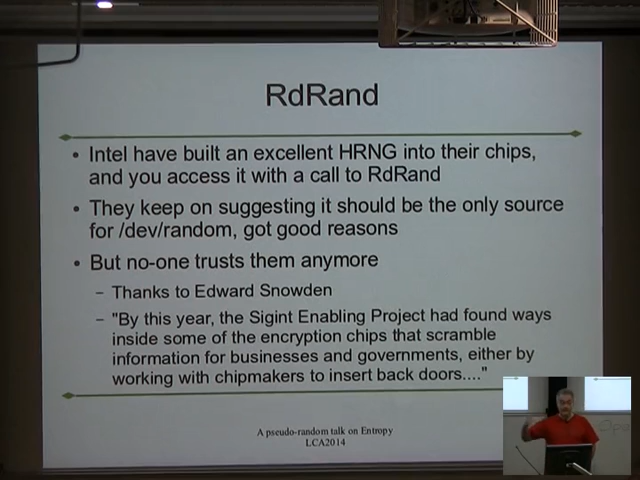 RdRand
• Intel have built an excellent HRNG into their chips,
and you access it with a call to RdRand
• They keep on suggesting it should be the only source
for /dev/random, got good reasons
• But no-one trusts them anymore
– Thanks to Edward Snowden
– "By this year, the Sigint Enabling Project had found ways
inside some of the encryption chips that scramble
information for businesses and governments, either by
working with chipmakers to insert back doors...."
A pseudo-random talk on Entropy
LCA2014